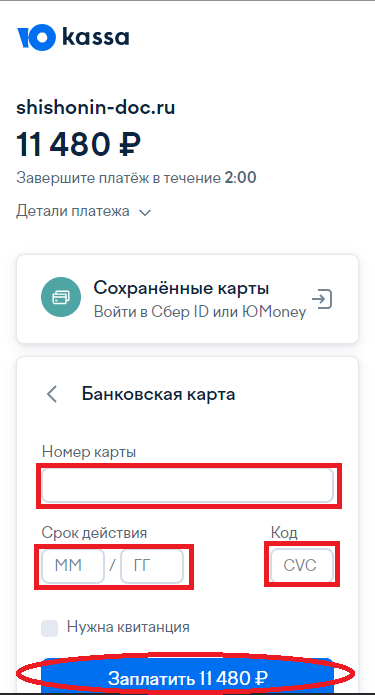 Ю kassa
shishonin-doc.ru
11 480 ₽
Завершите платёж в течение 2:00
Детали платежа
Сохранённые карты
Войти в Сбер ID или ЮMoney
Банковская карта
Номер карты
Срок действия Код
ММ / ГГ CVC
Нужна квитанция
Заплатить 11 480 ₽